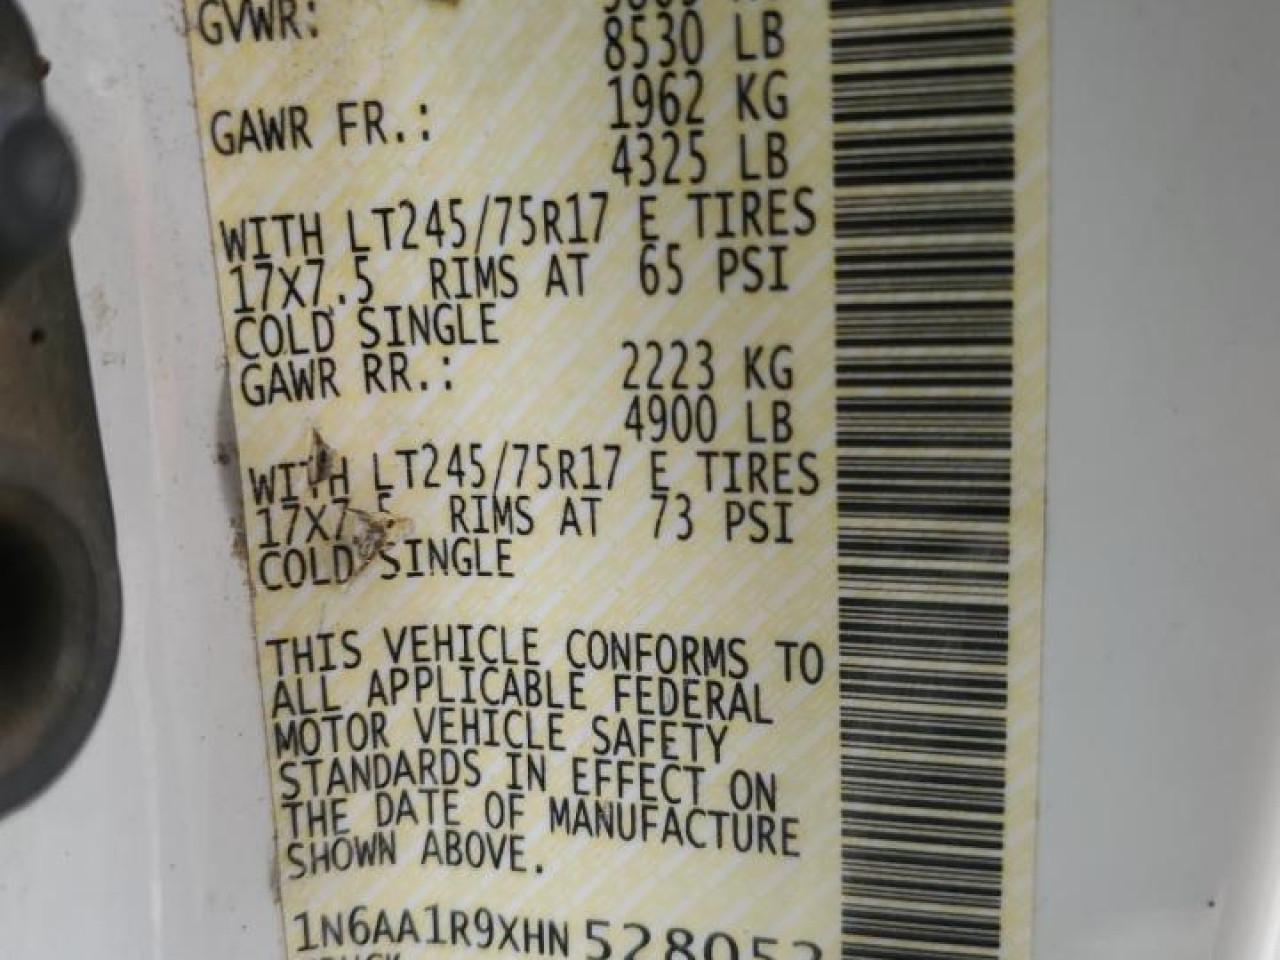 GVWR:
8530 LB
GAWR FR.: 1962 KG
4325 LB
WITH LT245/75R17 E TIRES
17X7.5 RIMS AT 65 PSI
COLD SINGLE
GAWR RR.: 2223 KG
4900 LB
WITH LT245/75R17 E TIRES
17X7.5 RIMS AT 73 PSI
COLD SINGLE
THIS VEHICLE CONFORMS TO
ALL APPLICABLE FEDERAL
MOTOR VEHICLE SAFETY
STANDARDS IN EFFECT ON
THE DATE OF MANUFACTURE
SHOWN ABOVE.
1N6AA1R9XHN528052